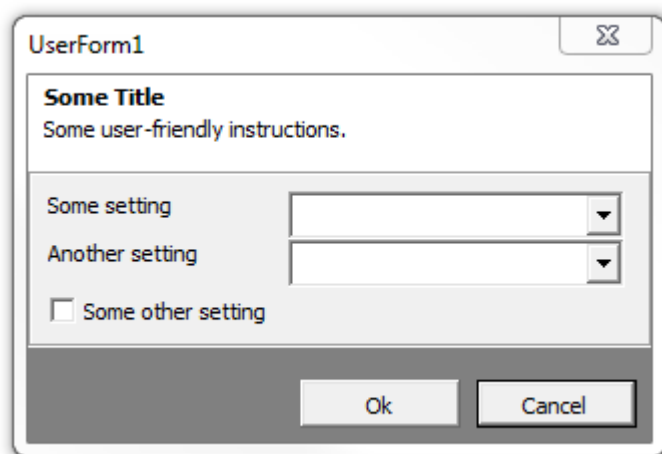 UserForm1
Some Title
Some user-friendly instructions.
Some setting
Another setting
Some other setting
Ok Cancel